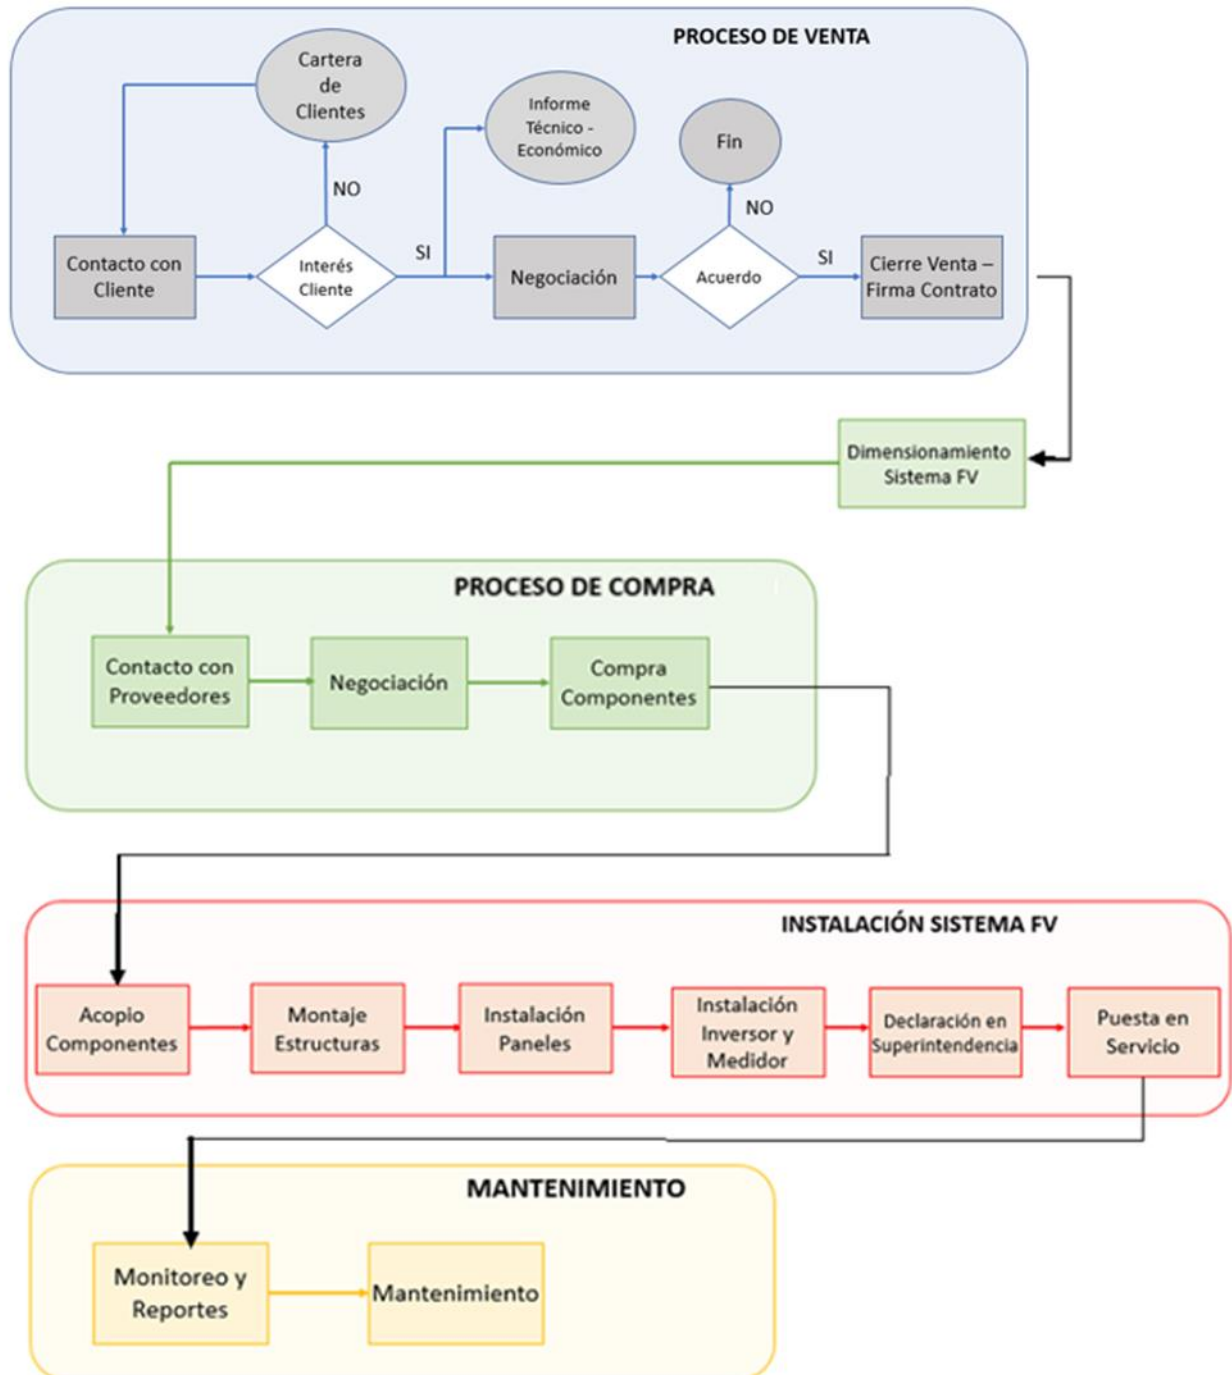 PROCESO DE VENTA
Cartera
de
Clientes
Informe
Técnico -
Económico
Fin
NO
NO
Contacto con
Cliente
Interés
Cliente
SI
Negociación
Acuerdo
SI
Cierre Venta –
Firma Contrato
Dimensionamiento
Sistema FV
PROCESO DE COMPRA
Contacto con
Proveedores
Negociación
Compra
Componentes
INSTALACIÓN SISTEMA FV
Acopio
Componentes
Montaje
Estructuras
Instalación
Paneles
Instalación
Inversor y
Medidor
Declaración en
Superintendencia
Puesta en
Servicio
MANTENIMIENTO
Monitoreo y
Reportes
Mantenimiento